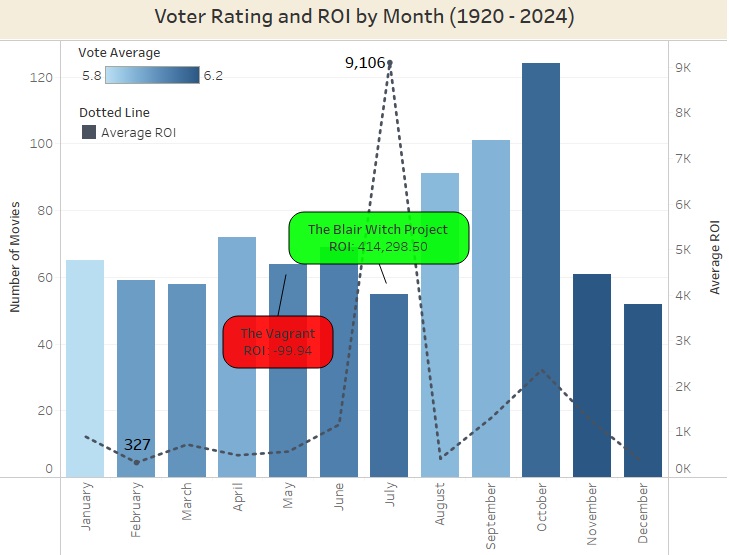 Voter Rating and ROI by Month (1920 - 2024)
Vote Average
5.8 6.2
Dotted Line
Average ROI
Number of Movies
120
100
80
60
40
20
0
9,106
327
The Blair Witch Project
ROI: 414,298.50
The Vagrant
ROI: -99.94
9K
8K
7K
6K
5K
4K
3K
2K
1K
0K
Average ROI
January
February
March
April
May
June
July
August
September
October
November
December